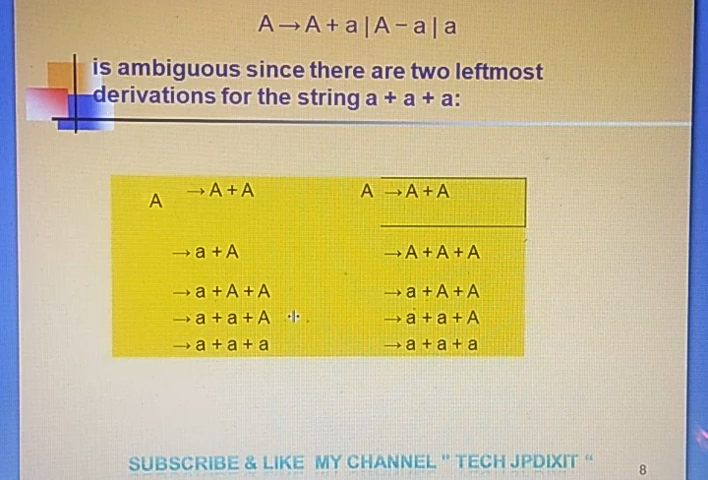 A → A + a | A − a | a
is ambiguous since there are two leftmost
derivations for the string a + a + a:
A → A + A A → A + A
→ a + A → A + A + A
→ a + A + A → a + A + A
→ a + a + A → a + a + A
→ a + a + a → a + a + a
SUBSCRIBE & LIKE MY CHANNEL " TECH JPDIXIT "
8